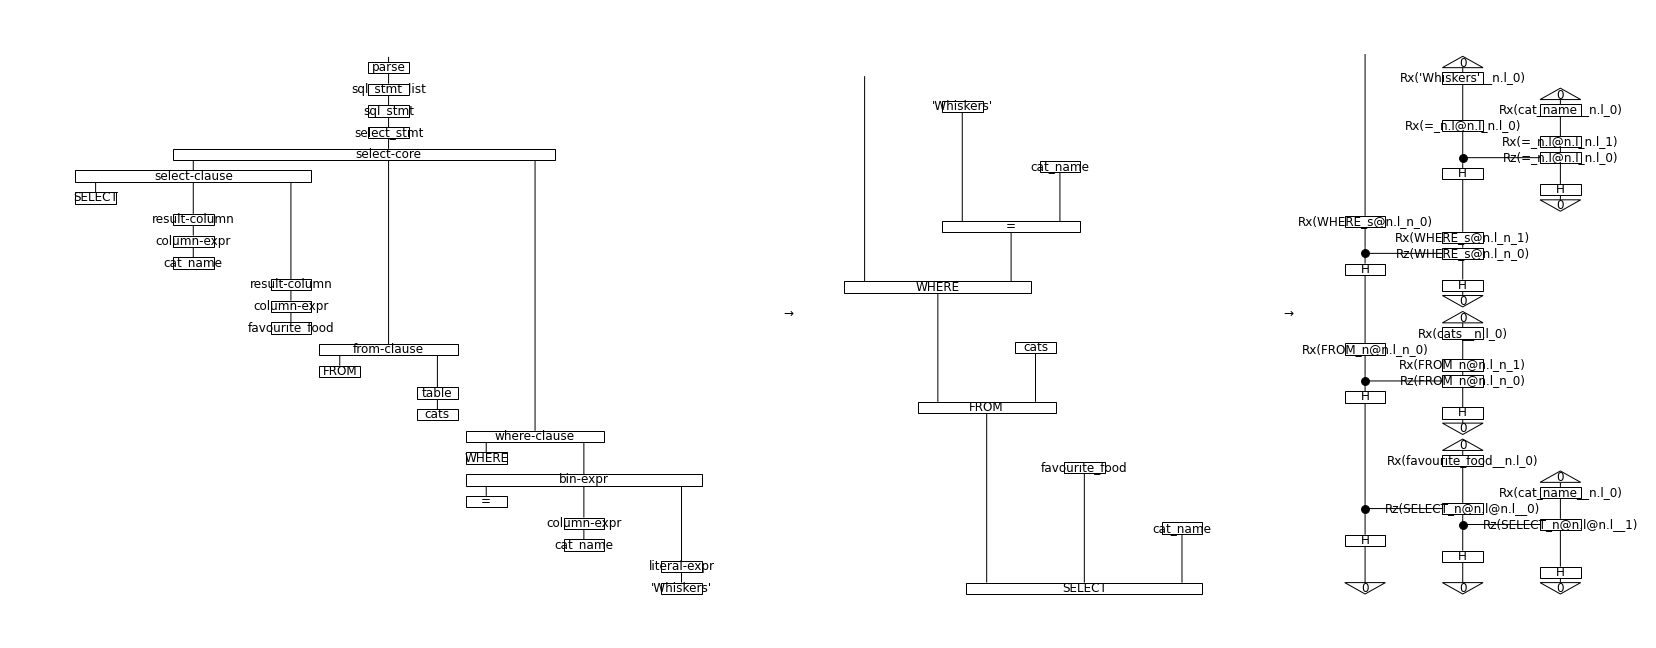 parse
sql_stmt_list
sql_stmt
select_stmt
select-core
select-clause
SELECT
result-column
column-expr
cat_name
result-column
column-expr
favourite_food
from-clause
FROM
table
cats
where-clause
WHERE
bin-expr
=
column-expr
cat_name
literal-expr
'Whiskers'
→
'Whiskers'
cat_name
=
WHERE
cats
FROM
favourite_food
cat_name
SELECT
→
0
Rx('Whiskers'__n.l_0)
0
Rx(cat_name__n.l_0)
Rx(=_n.l@n.l_n.l_0)
Rx(=_n.l@n.l_n.l_1)
Rz(=_n.l@n.l_n.l_0)
H
H
0
Rx(WHERE_s@n.l_n_0)
Rx(WHERE_s@n.l_n_1)
Rz(WHERE_s@n.l_n_0)
H
H
0
0
Rx(cats__n.l_0)
Rx(FROM_n@n.l_n_0)
Rx(FROM_n@n.l_n_1)
Rz(FROM_n@n.l_n_0)
H
H
0
0
Rx(favourite_food__n.l_0)
0
Rx(cat_name__n.l_0)
Rz(SELECT_n@n.l@n.l__0)
Rz(SELECT_n@n.l@n.l__1)
H
H
H
0
0
0